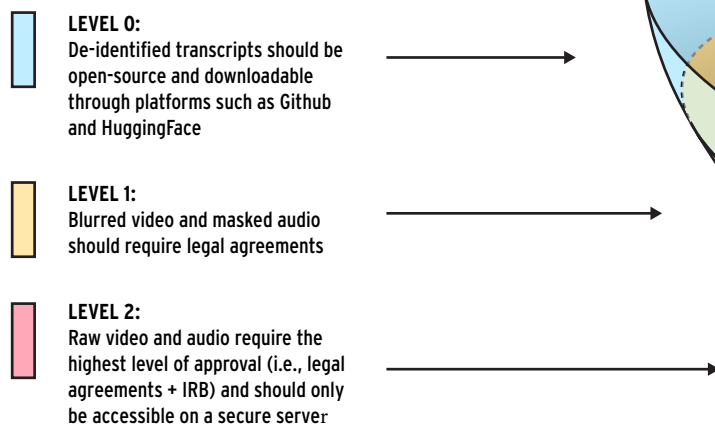 LEVEL 0:
De-identified transcripts should be
open-source and downloadable
through platforms such as Github
and HuggingFace
LEVEL 1:
Blurred video and masked audio
should require legal agreements
LEVEL 2:
Raw video and audio require the
highest level of approval (i.e., legal
agreements + IRB) and should only
be accessible on a secure server